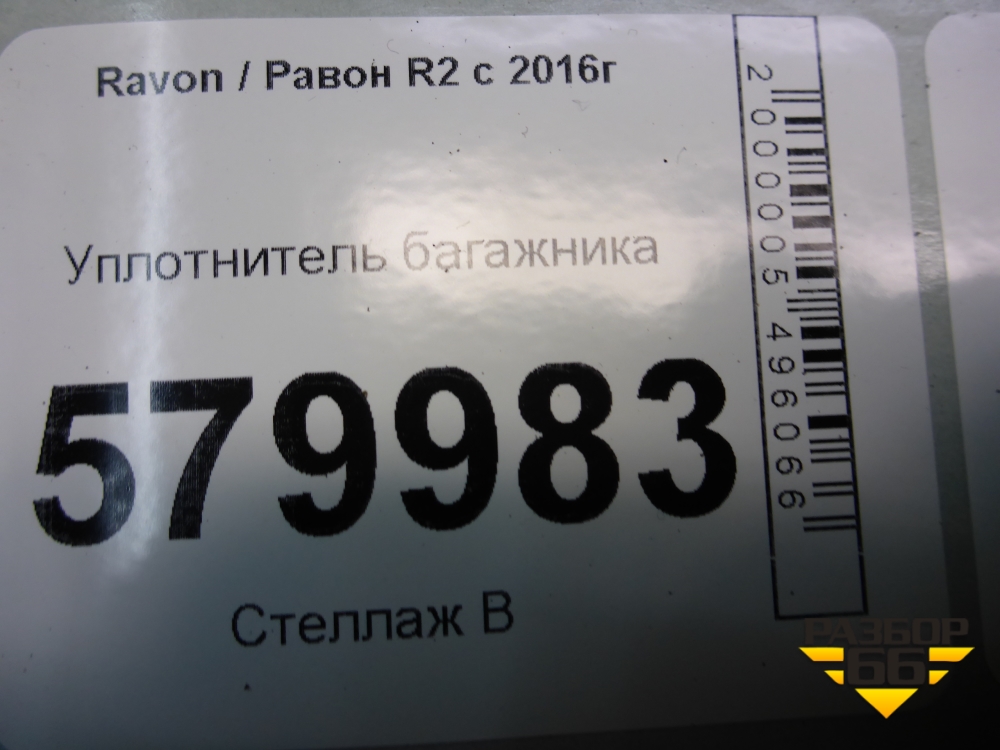 Ravon / Равон R2 с 2016г
Уплотнитель багажника
579983
Стеллаж В
2000005496066
РАЗБОР
66